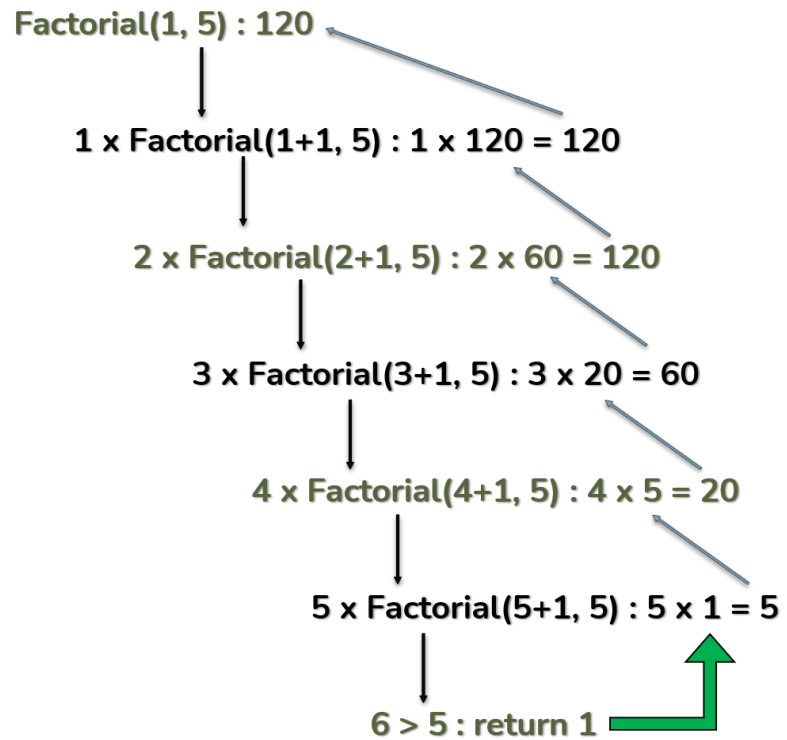 Factorial(1, 5) : 120
1 x Factorial(1+1, 5) : 1 x 120 = 120
2 x Factorial(2+1, 5) : 2 x 60 = 120
3 x Factorial(3+1, 5) : 3 x 20 = 60
4 x Factorial(4+1, 5) : 4 x 5 = 20
5 x Factorial(5+1, 5) : 5 x 1 = 5
6 > 5 : return 1